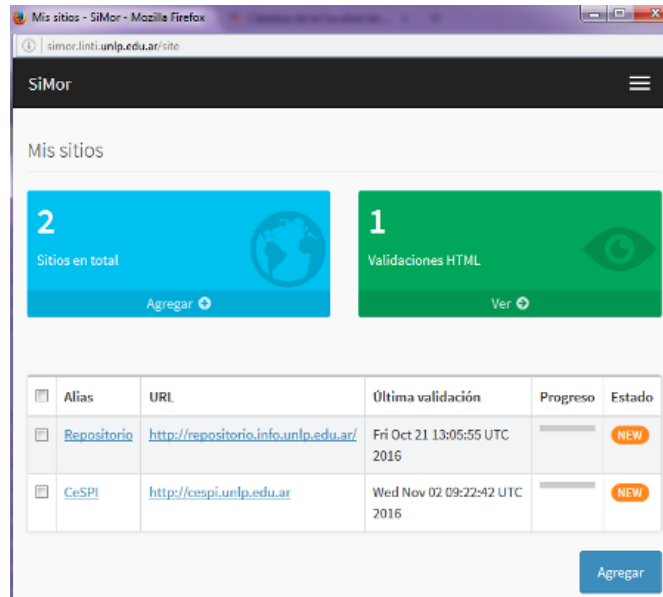 Mis sitios - SiMor - Mozilla Firefox
simor.linti.unlp.edu.ar/site
SiMor
Mis sitios
2
Sitios en total
Agregar
1
Validaciones HTML
Ver
Alias URL Última validación Progreso Estado
Repositorio http://repositorio.info.unlp.edu.ar/ Fri Oct 21 13:05:55 UTC NEW
2016
CeSPI http://cespi.unlp.edu.ar Wed Nov 02 09:22:42 UTC NEW
2016
Agregar